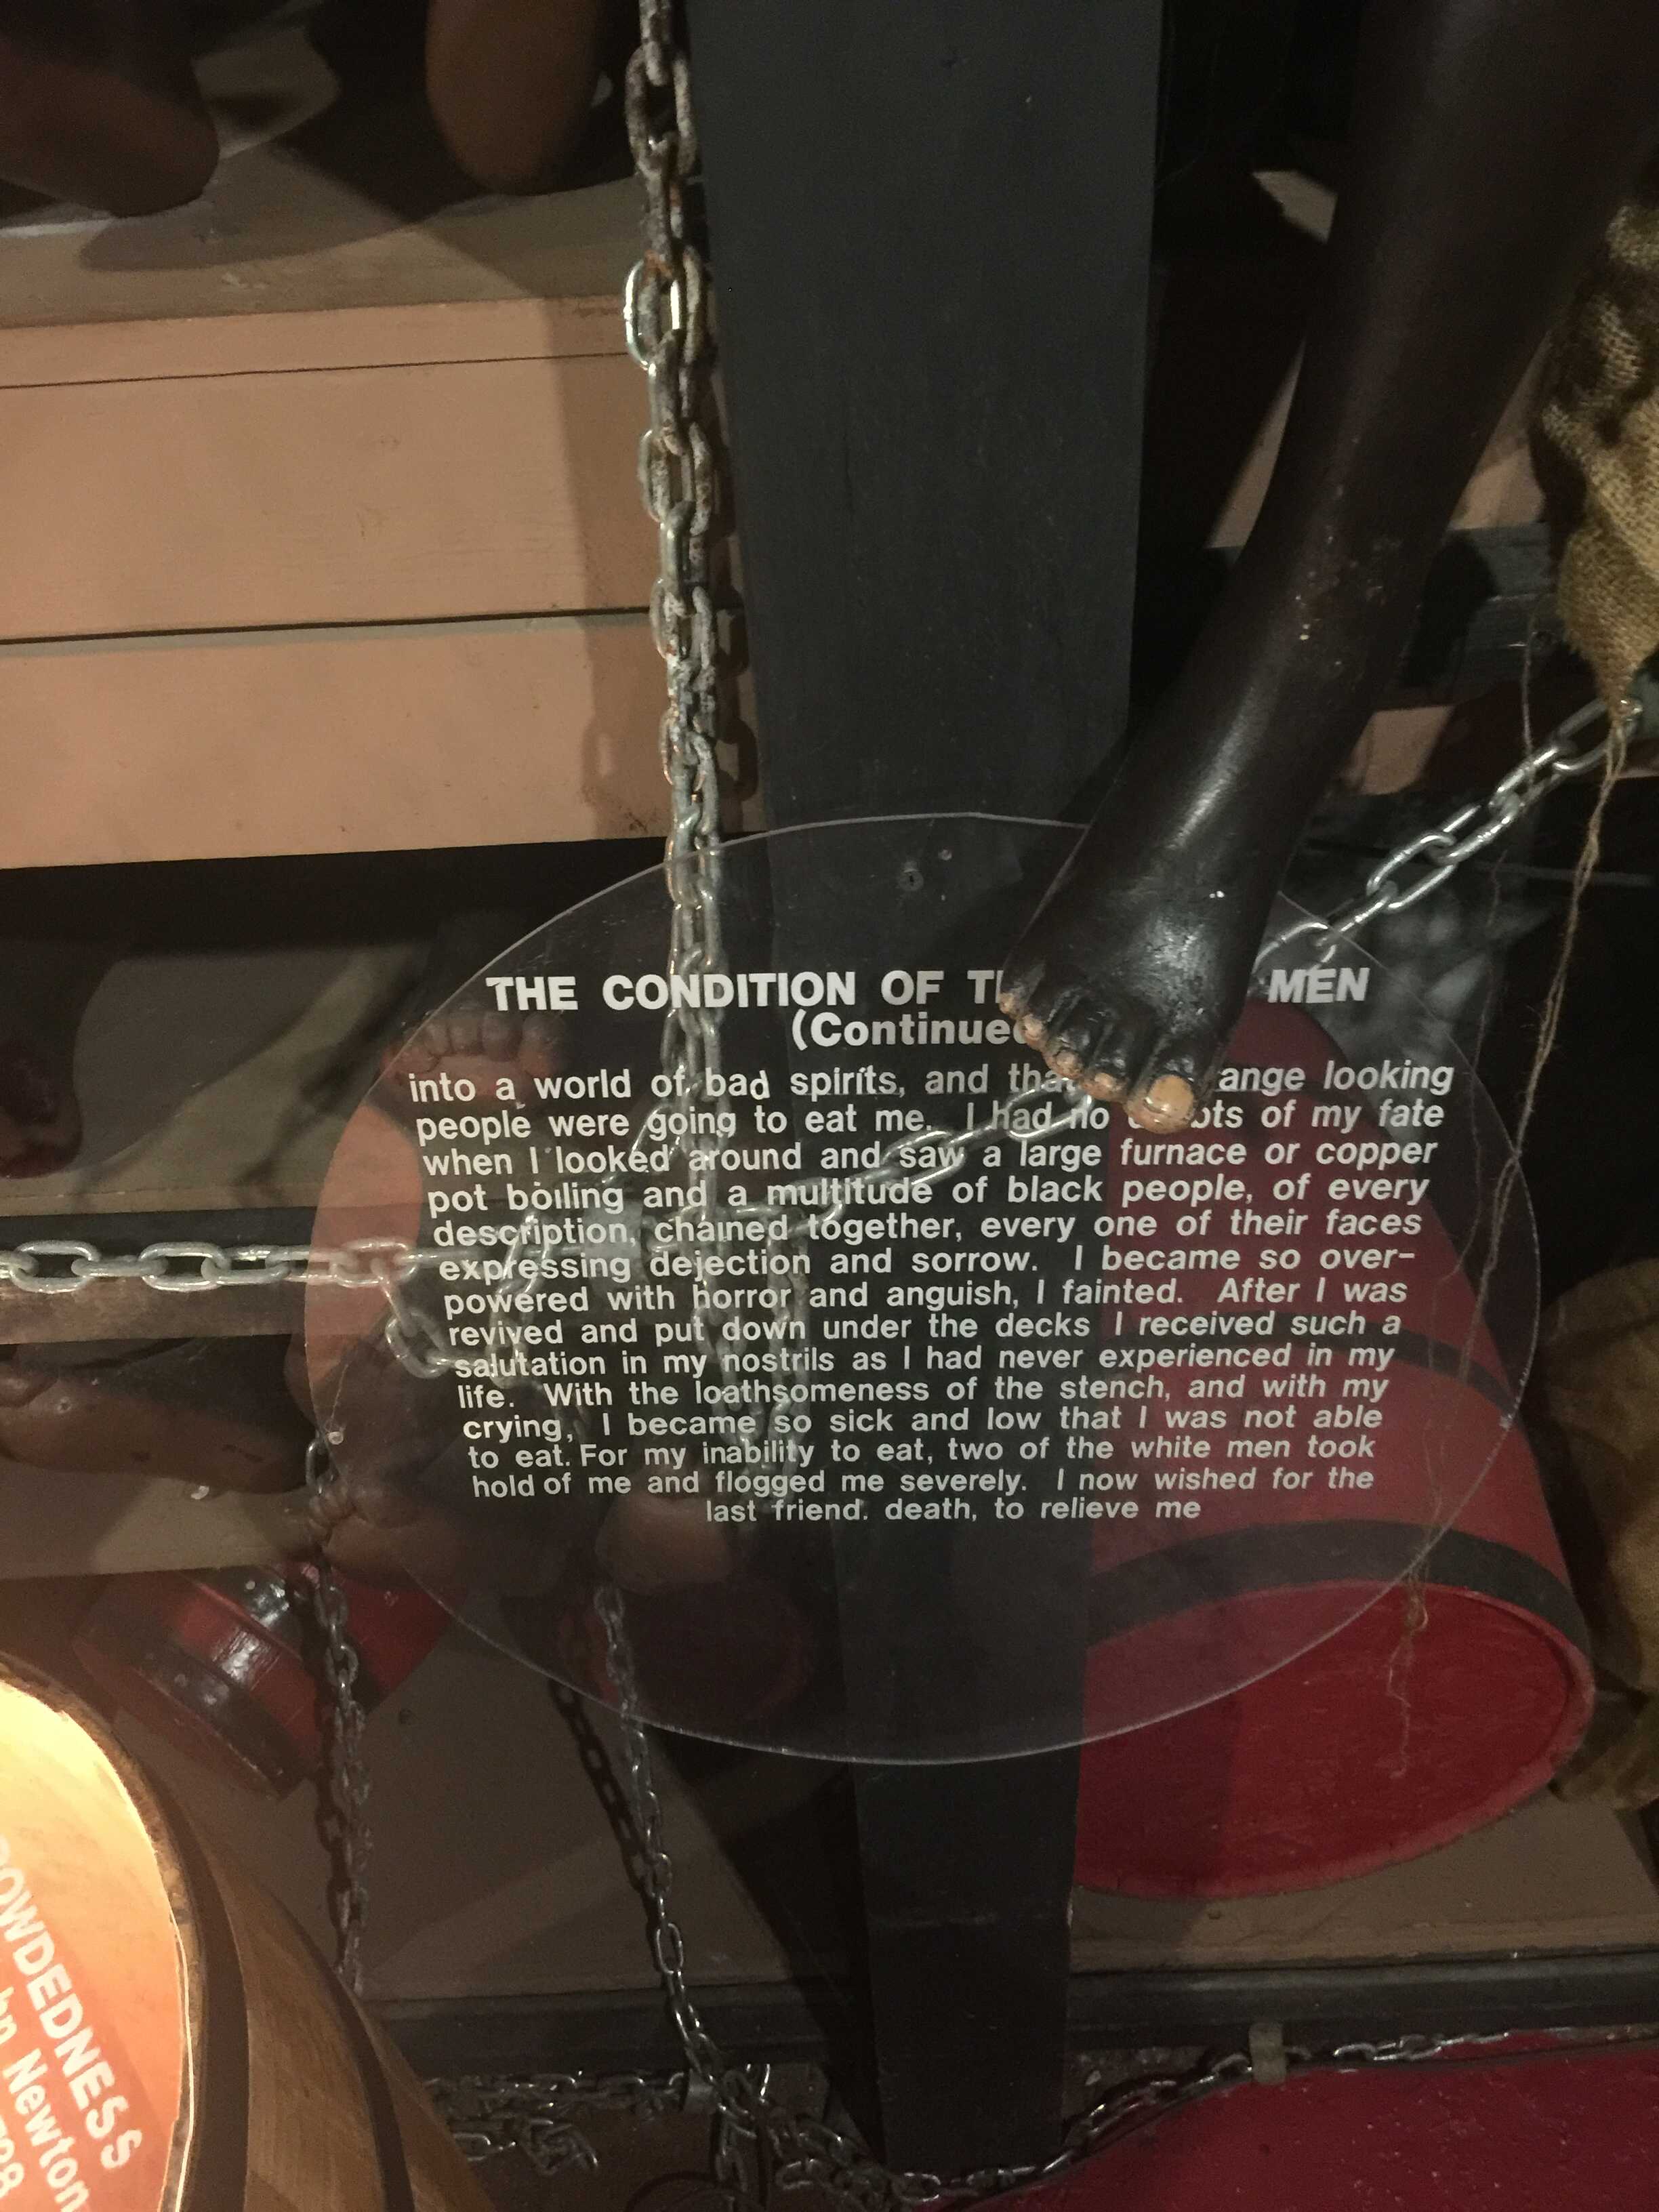 THE CONDITION OF MEN
(Continued
into a world of bad spirits, and looking
people were going to eat me. I had no of my fate
when I looked around and saw a large furnace or copper
pot boiling and a multitude of black people, of every
description, chained together, every one of their faces
expressing dejection and sorrow. I became so over-
powered with horror and anguish, I fainted. After I was
revived and put down under the decks I received such a
salutation in my nostrils as I had never experienced in my
life. With the loathsomeness of the stench, and with my
crying, I became so sick and low that I was not able
to eat. For my inability to eat, two of the white men took
hold of me and flogged me severely. I now wished for the
last friend. death, to relieve me
OWDEDNESS
hn Newton
788